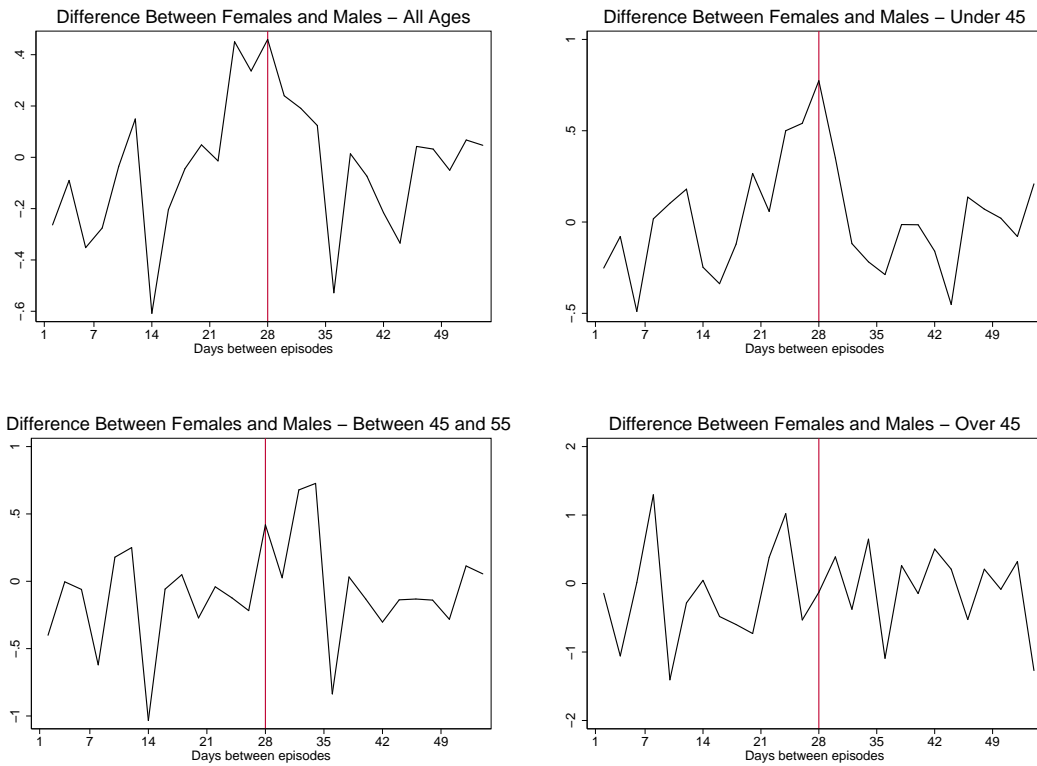 Difference Between Females and Males – All Ages
.4
.2
0
−.2
−.4
−.6
1 7 14 21 28 35 42 49
Days between episodes
Difference Between Females and Males – Under 45
1
.5
0
−.5
1 7 14 21 28 35 42 49
Days between episodes
Difference Between Females and Males – Between 45 and 55
1
.5
0
−.5
−1
1 7 14 21 28 35 42 49
Days between episodes
Difference Between Females and Males – Over 45
2
1
0
−1
−2
1 7 14 21 28 35 42 49
Days between episodes